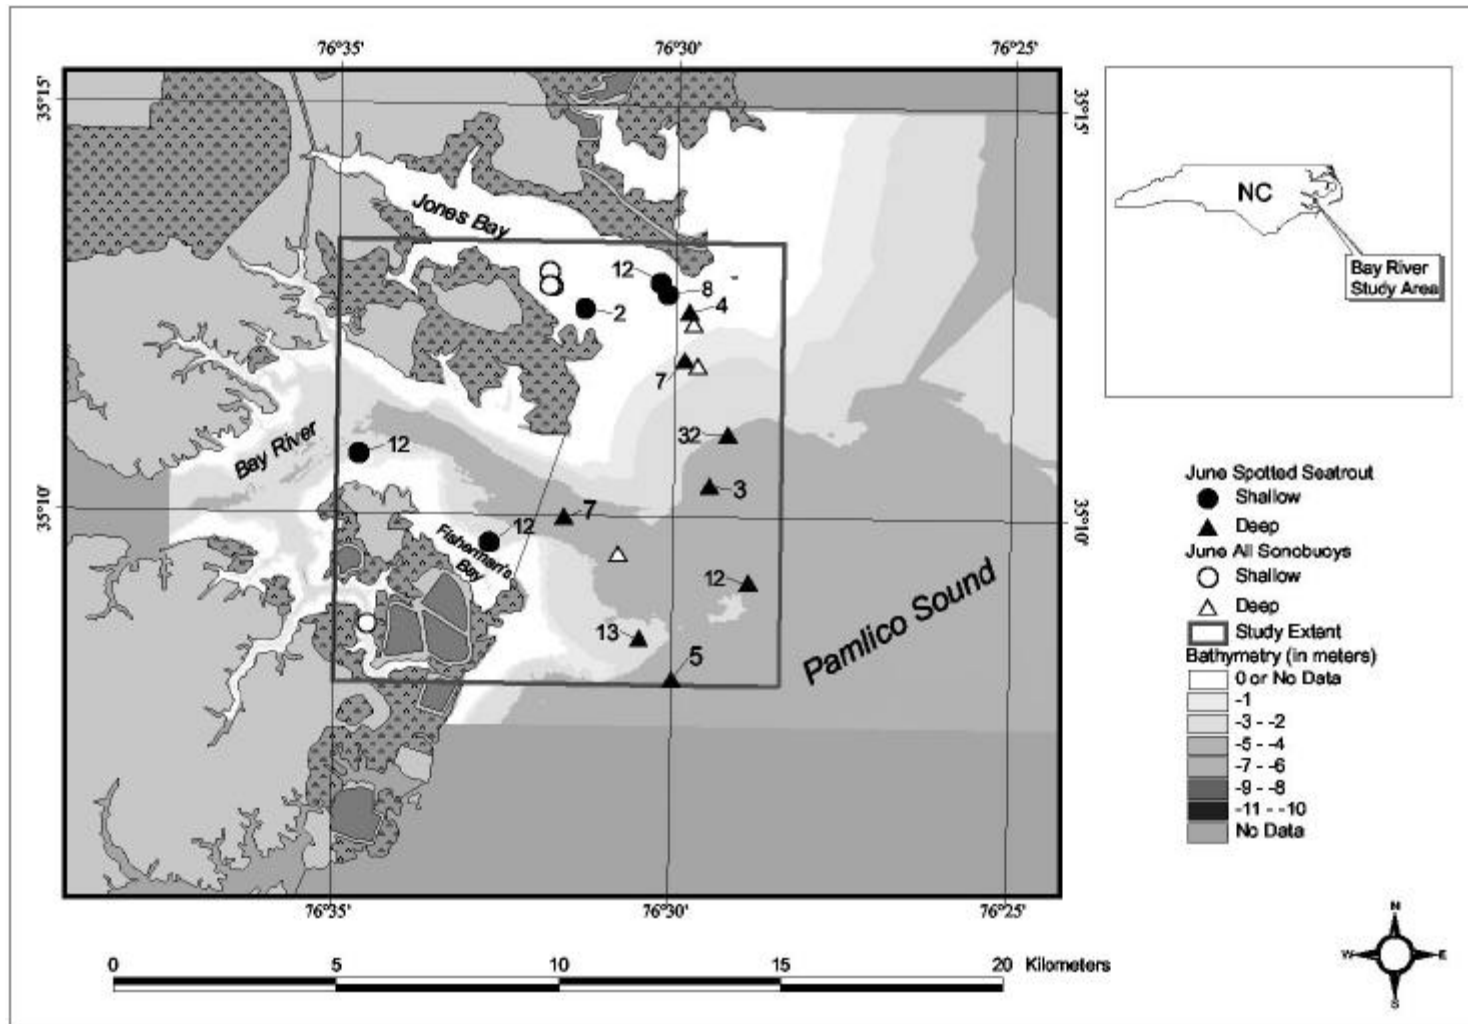 76°35'
76°30'
76°25'
35°15'
35°15'
Jones Bay
NC
Bay River
Study Area
12
8
2
4
7
32
Bay River
12
3
7
12
Fisherman's
Bay
35°10'
35°10'
12
13
5
Pamlico Sound
June Spotted Seatrout
Shallow
Deep
June All Sonobuoys
Shallow
Deep
Study Extent
Bathymetry (in meters)
0 or No Data
-1
-3 - -2
-5 - -4
-7 - -6
-9 - -8
-11 - -10
No Data
76°35'
76°30'
76°25'
0
5
10
15
20 Kilometers
N
W
E
S